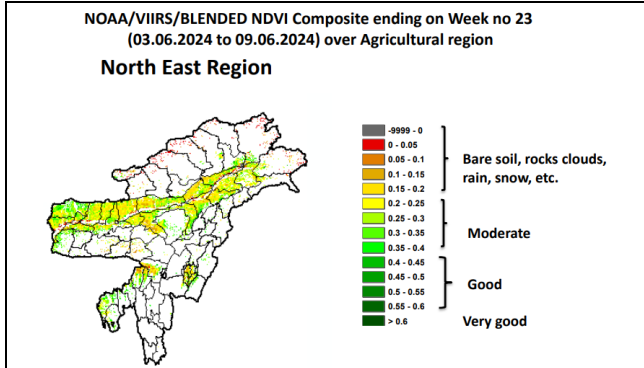 NOAA/VIIRS/BLENDED NDVI Composite ending on Week no 23
(03.06.2024 to 09.06.2024) over Agricultural region
North East Region
-9999 - 0
0 - 0.05
0.05 - 0.1
0.1 - 0.15
0.15 - 0.2
0.2 - 0.25
0.25 - 0.3
0.3 - 0.35
0.35 - 0.4
0.4 - 0.45
0.45 - 0.5
0.5 - 0.55
0.55 - 0.6
> 0.6
Bare soil, rocks clouds,
rain, snow, etc.
Moderate
Good
Very good